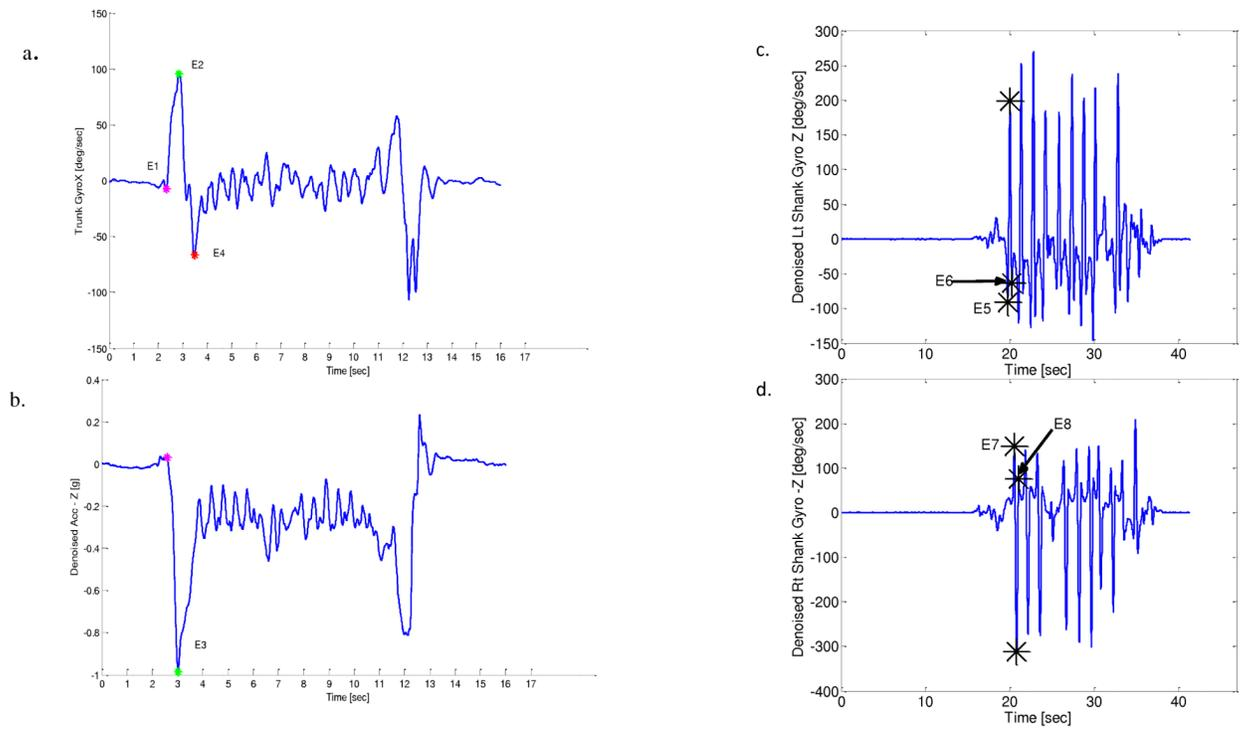 a.
150
100
50
0
-50
-100
-150
Trunk GyroX [deg/sec]
E1
E2
E4
0 1 2 3 4 5 6 7 8 9 10 11 12 13 14 15 16 17
Time [sec]
b.
0.4
0.2
0
-0.2
-0.4
-0.6
-0.8
-1
Denoised Acc - Z [g]
E3
0 1 2 3 4 5 6 7 8 9 10 11 12 13 14 15 16 17
Time [sec]
c.
300
250
200
150
100
50
0
-50
-100
-150
Denoised Lt Shank Gyro Z [deg/sec]
E6
E5
0 10 20 30 40
Time [sec]
d.
300
200
100
0
-100
-200
-300
-400
Denoised Rt Shank Gyro -Z [deg/sec]
E7
E8
0 10 20 30 40
Time [sec]